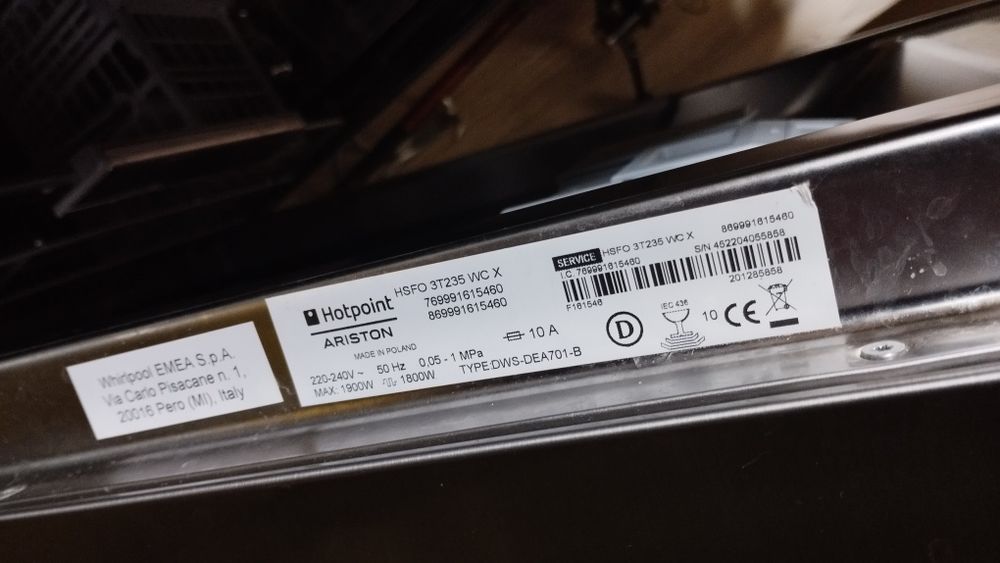 Whirlpool EMEA S.p.A.
Via Carlo Pisacane n. 1,
20016 Pero (MI), Italy
Hotpoint
ARISTON
HSFO 3T235 WC X
769991615460
869991615460
MADE IN POLAND
220-240V ~ 50 Hz 0,05 - 1 MPa 10 A
MAX: 1900W 1800W TYPE:DWS-DEA701-B
SERVICE HSFO 3T235 WC X 869991615460
I.C. 769991615460 S/N 452204055858
F161546 201285858
D
IEC 436
10 CE